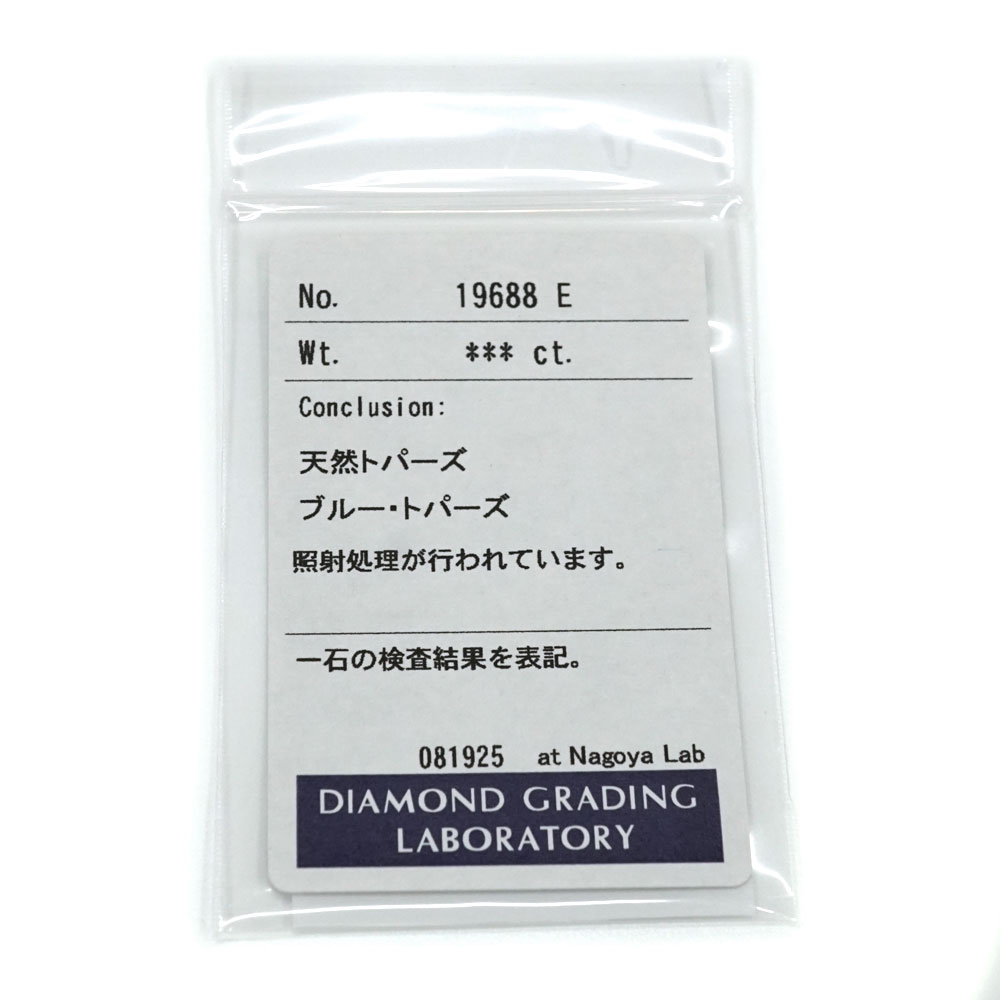 No. 19688 E
Wt. *** ct.
Conclusion:
天然トパーズ
ブルー・トパーズ
照射処理が行われています。
一石の検査結果を表記。
081925 at Nagoya Lab
DIAMOND GRADING
LABORATORY